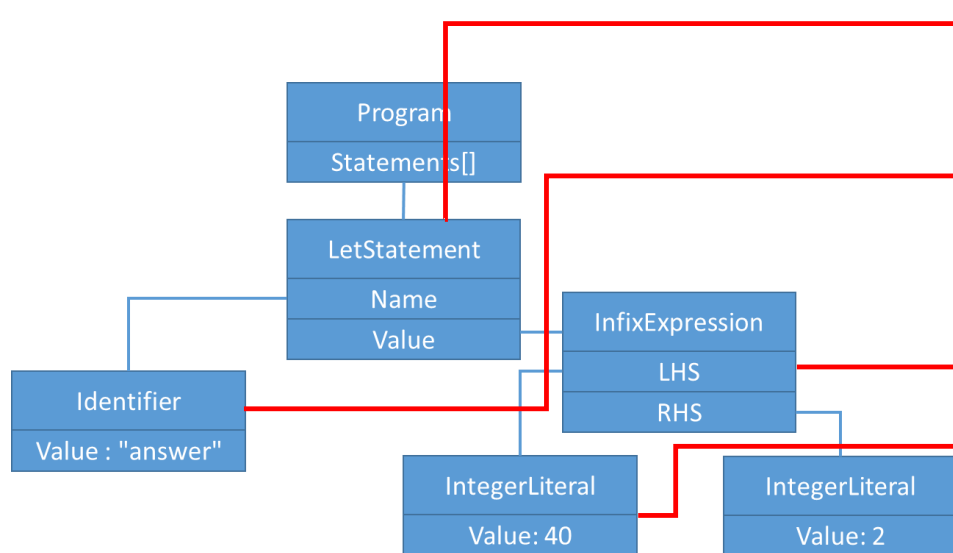 Program
Statements[]
LetStatement
Name
Value
InfixExpression
LHS
RHS
Identifier
Value : "answer"
IntegerLiteral
Value: 40
IntegerLiteral
Value: 2